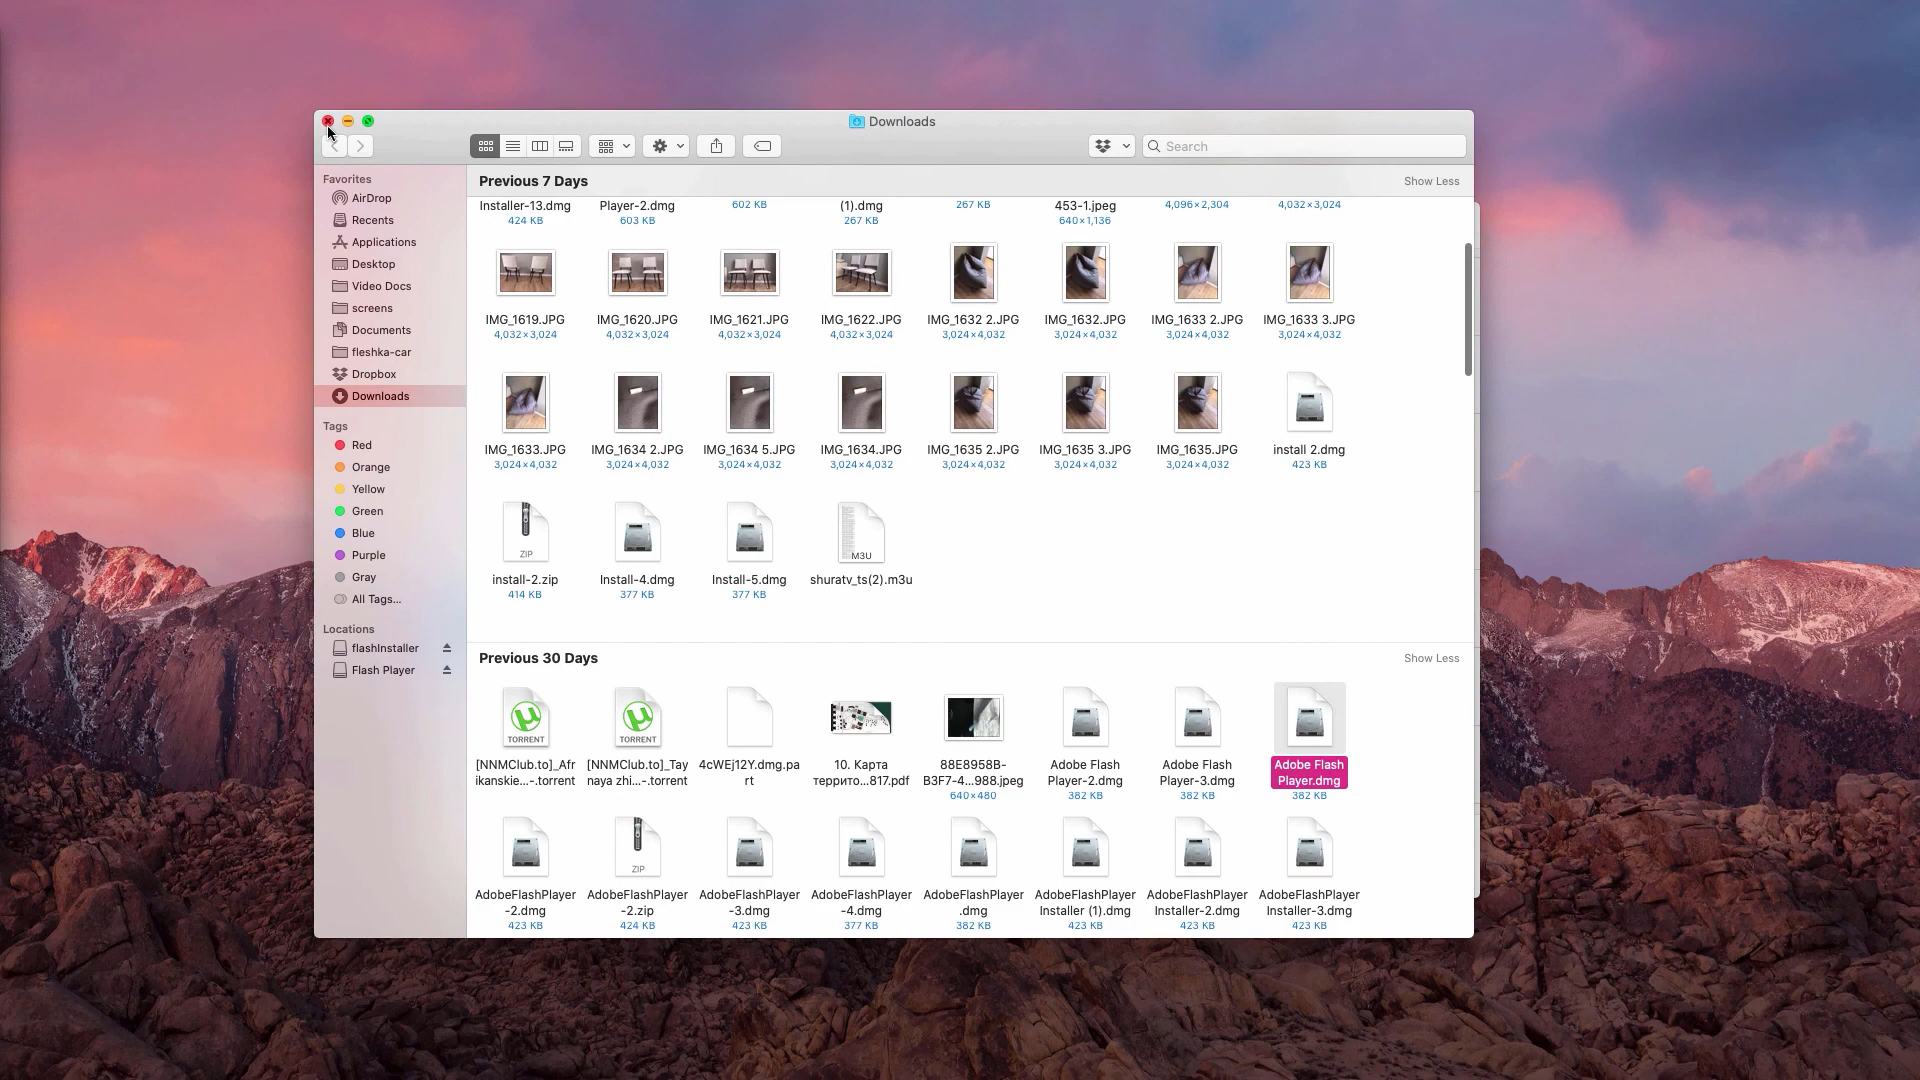 Downloads
Search
Favorites
AirDrop
Recents
Applications
Desktop
Video Docs
screens
Documents
fleshka-car
Dropbox
Downloads
Tags
Red
Orange
Yellow
Green
Blue
Purple
Gray
All Tags...
Locations
flashInstaller
Flash Player
Previous 7 Days
Show Less
Installer-13.dmg
424 KB
Player-2.dmg
603 KB
602 KB
(1).dmg
267 KB
267 KB
453-1.jpeg
640×1,136
4,096×2,304
4,032×3,024
IMG_1619.JPG
4,032×3,024
IMG_1620.JPG
4,032×3,024
IMG_1621.JPG
4,032×3,024
IMG_1622.JPG
4,032×3,024
IMG_1632 2.JPG
3,024×4,032
IMG_1632.JPG
3,024×4,032
IMG_1633 2.JPG
3,024×4,032
IMG_1633 3.JPG
3,024×4,032
IMG_1633.JPG
3,024×4,032
IMG_1634 2.JPG
3,024×4,032
IMG_1634 5.JPG
3,024×4,032
IMG_1634.JPG
3,024×4,032
IMG_1635 2.JPG
3,024×4,032
IMG_1635 3.JPG
3,024×4,032
IMG_1635.JPG
3,024×4,032
install 2.dmg
423 KB
ZIP
install-2.zip
414 KB
Install-4.dmg
377 KB
Install-5.dmg
377 KB
M3U
shuratv_ts(2).m3u
Previous 30 Days
Show Less
TORRENT
[NNMClub.to]_Afr
ikanskie...-.torrent
TORRENT
[NNMClub.to]_Tay
naya zhi...-.torrent
4cWEj12Y.dmg.pa
rt
10. Карта
террито...817.pdf
88E8958B-
B3F7-4...988.jpeg
640×480
Adobe Flash
Player-2.dmg
382 KB
Adobe Flash
Player-3.dmg
382 KB
Adobe Flash
Player.dmg
382 KB
AdobeFlashPlayer
-2.dmg
423 KB
ZIP
AdobeFlashPlayer
-2.zip
424 KB
AdobeFlashPlayer
-3.dmg
423 KB
AdobeFlashPlayer
-4.dmg
377 KB
AdobeFlashPlayer
.dmg
382 KB
AdobeFlashPlayer
Installer (1).dmg
423 KB
AdobeFlashPlayer
Installer-2.dmg
423 KB
AdobeFlashPlayer
Installer-3.dmg
423 KB